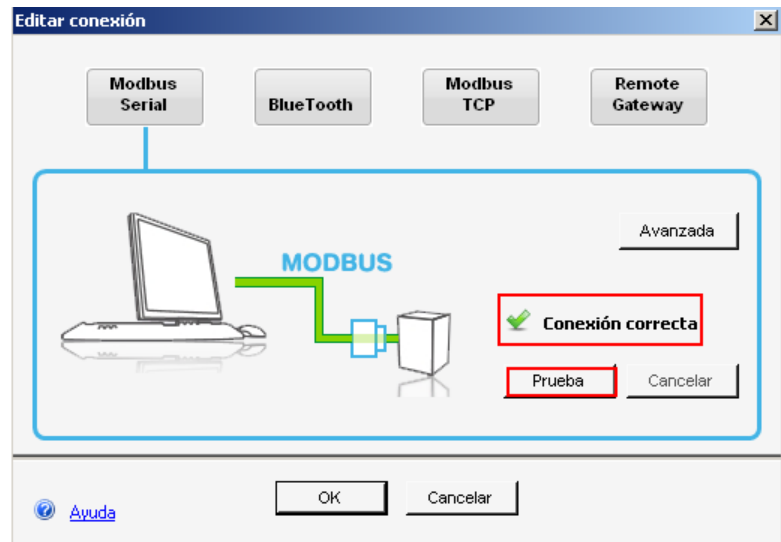 Editar conexión
Modbus
Serial
BlueTooth
Modbus
TCP
Remote
Gateway
Avanzada
MODBUS
Conexión correcta
Prueba
Cancelar
OK
Cancelar
Ayuda